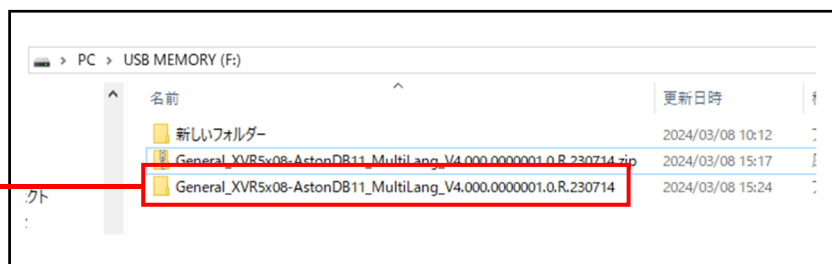 PC > USB MEMORY (F:)
名前 更新日時
新しいフォルダー 2024/03/08 10:12
General_XVR5x08-AstonDB11_MultiLang_V4.000.0000001.0.R.230714.zip 2024/03/08 15:17
General_XVR5x08-AstonDB11_MultiLang_V4.000.0000001.0.R.230714 2024/03/08 15:24
クト